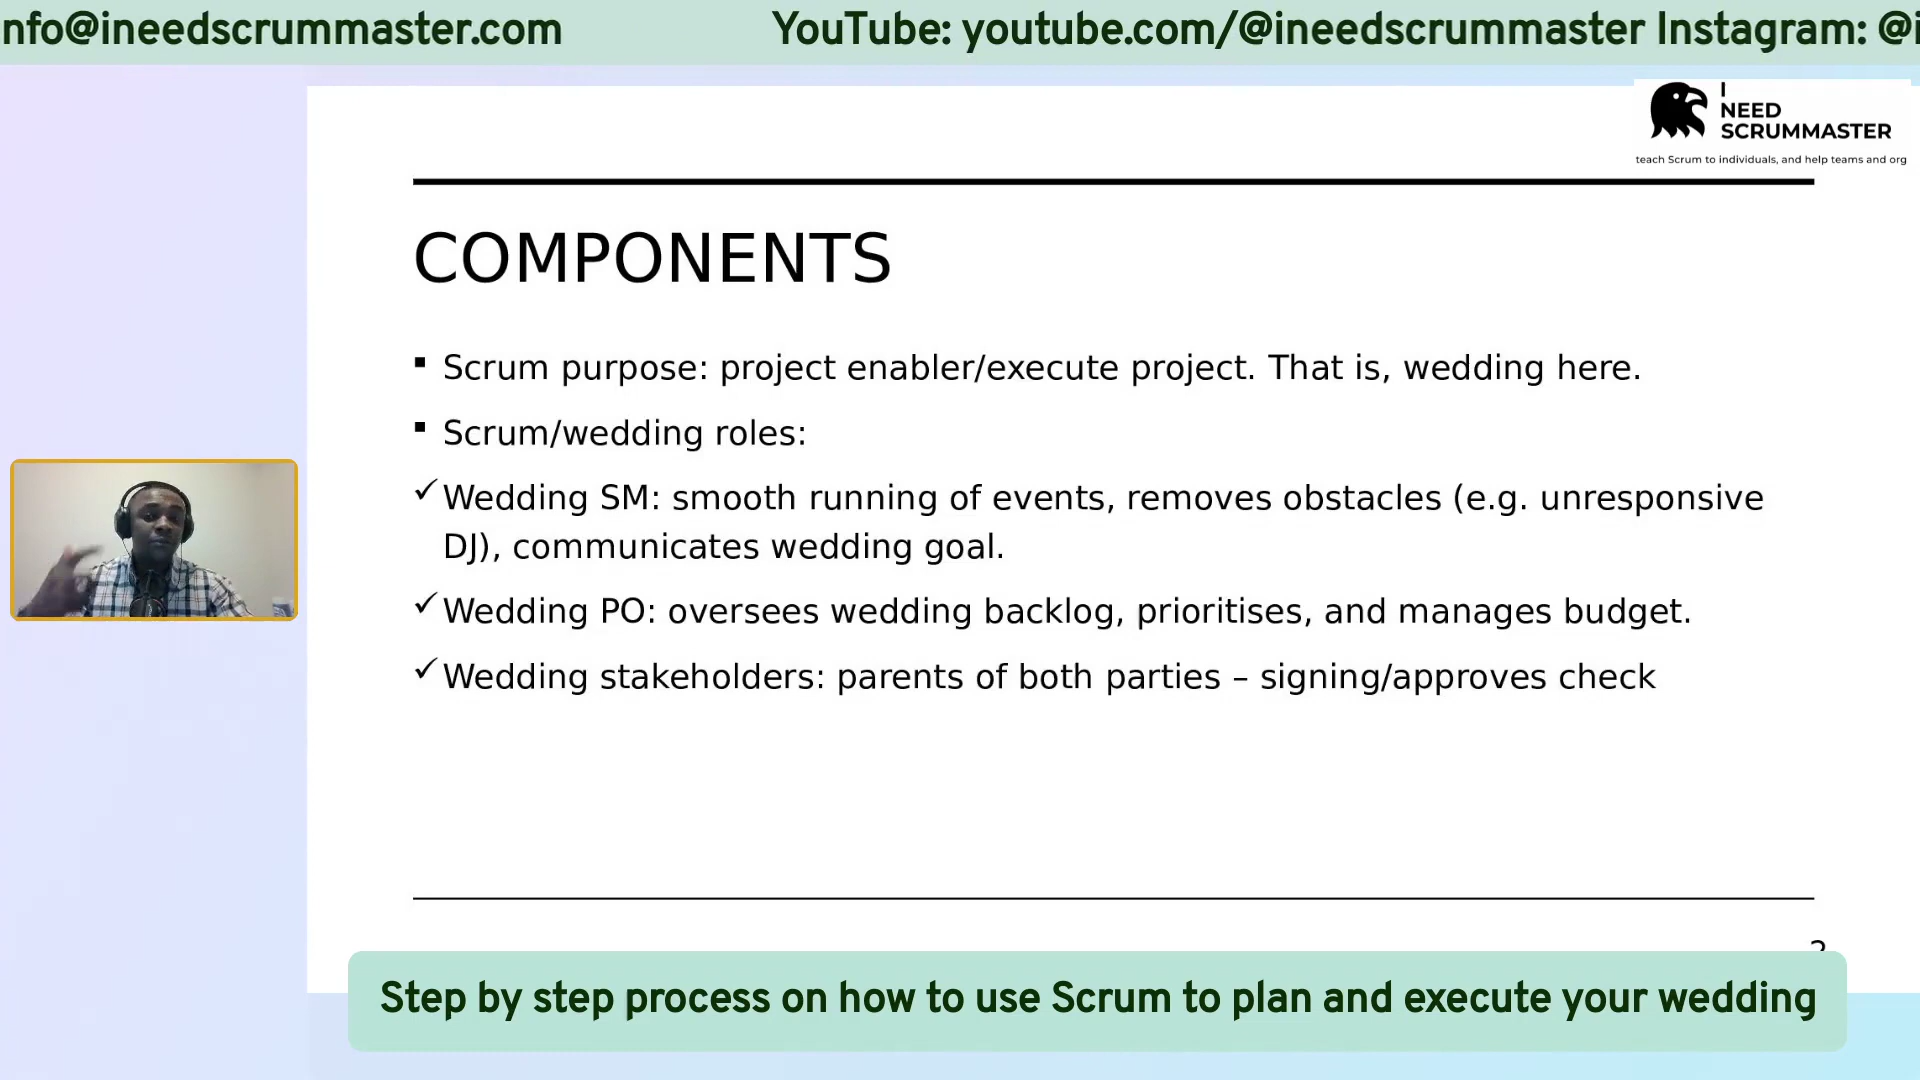 nfo@ineedscrummaster.com YouTube: youtube.com/@ineedscrummaster Instagram: @i
I
NEED
SCRUMMASTER
teach Scrum to individuals, and help teams and org
COMPONENTS
▪ Scrum purpose: project enabler/execute project. That is, wedding here.
▪ Scrum/wedding roles:
✓ Wedding SM: smooth running of events, removes obstacles (e.g. unresponsive
DJ), communicates wedding goal.
✓ Wedding PO: oversees wedding backlog, prioritises, and manages budget.
✓ Wedding stakeholders: parents of both parties – signing/approves check
Step by step process on how to use Scrum to plan and execute your wedding